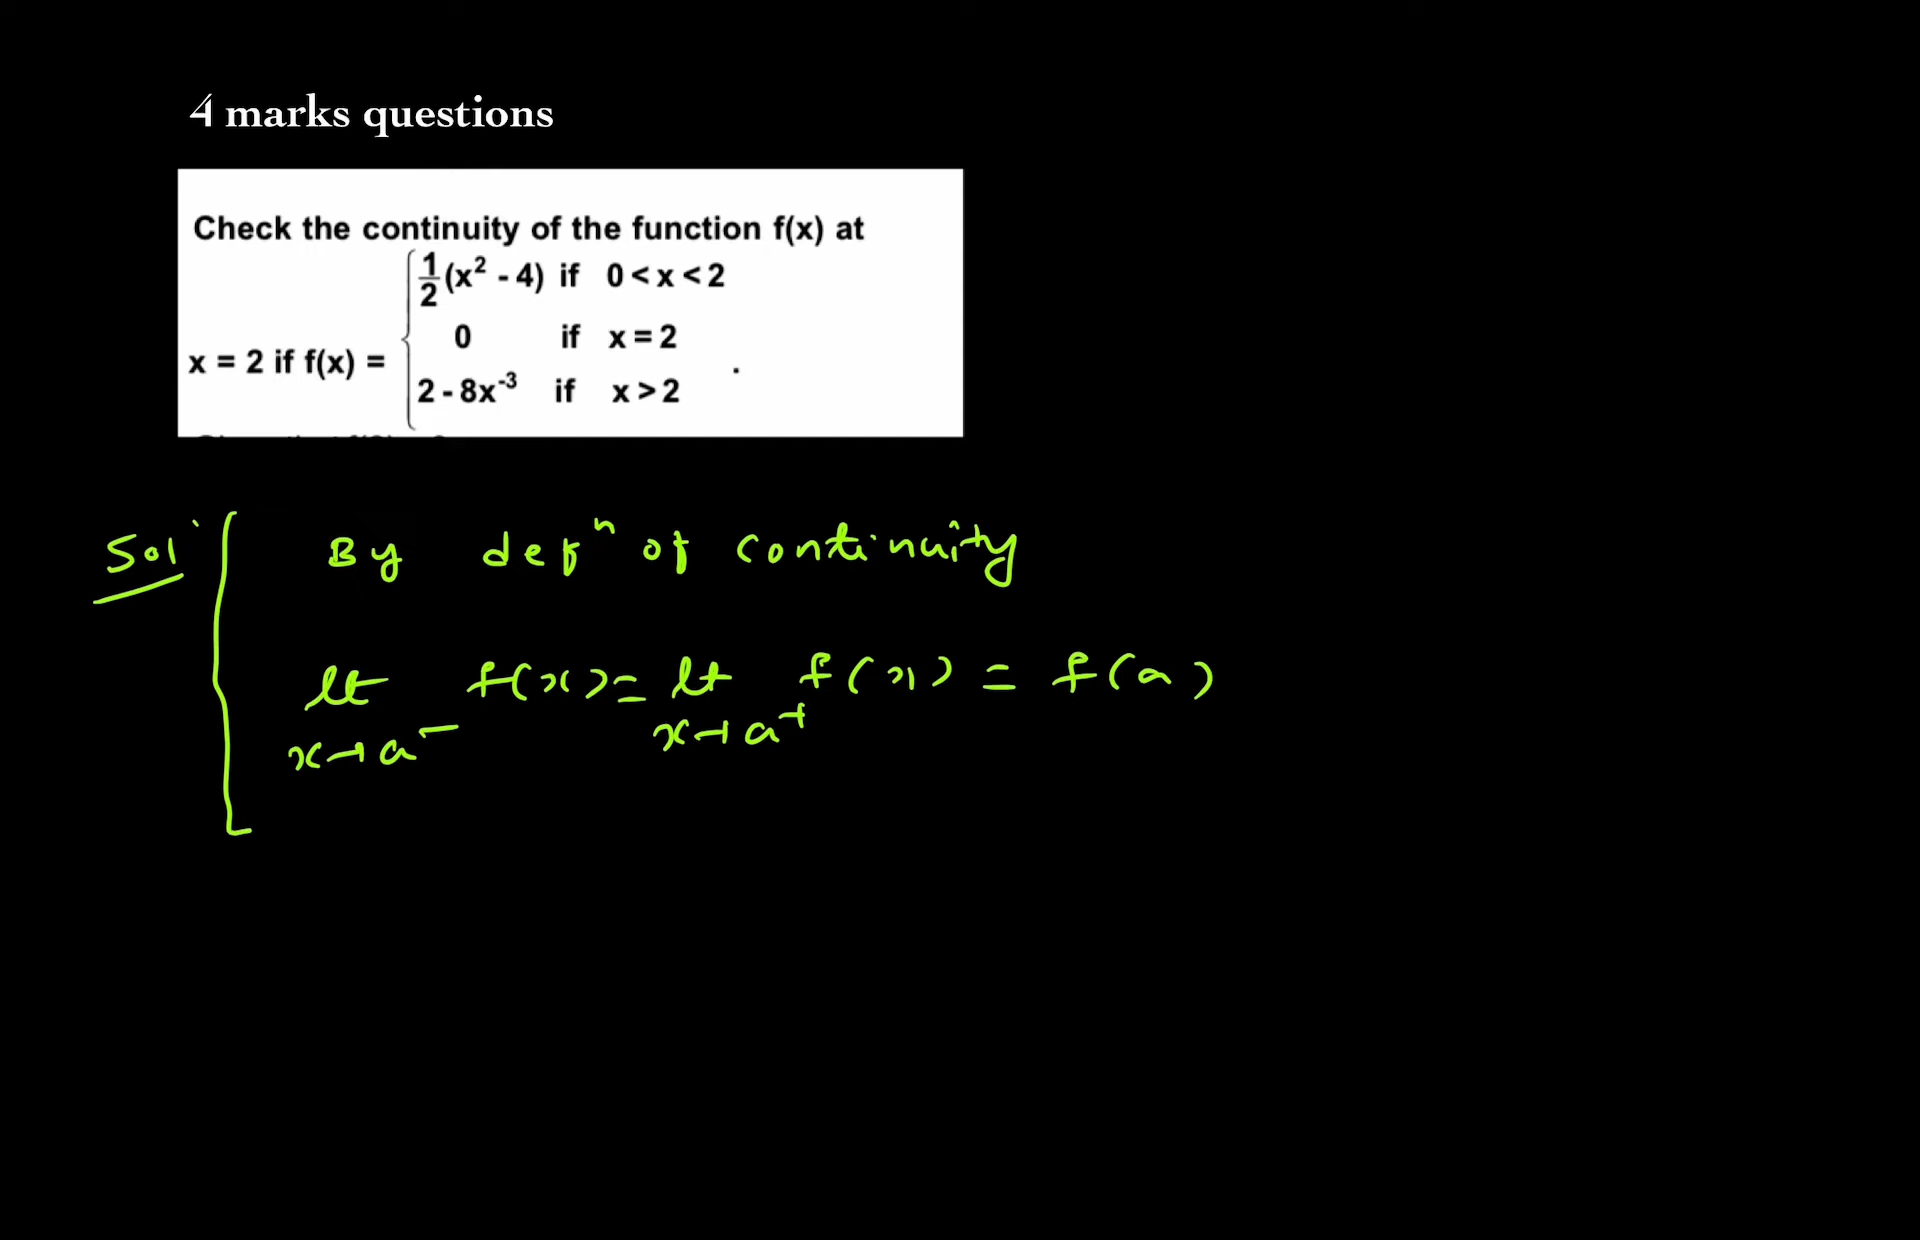 4 marks questions
Check the continuity of the function f(x) at
x = 2 if f(x) = { 1/2 (x² - 4) if 0 < x < 2
0 if x = 2
2 - 8x⁻³ if x > 2 .
Sol
By defⁿ of continuity
lt f(x) = lt f(x) = f(a)
x→a⁻ x→a⁺